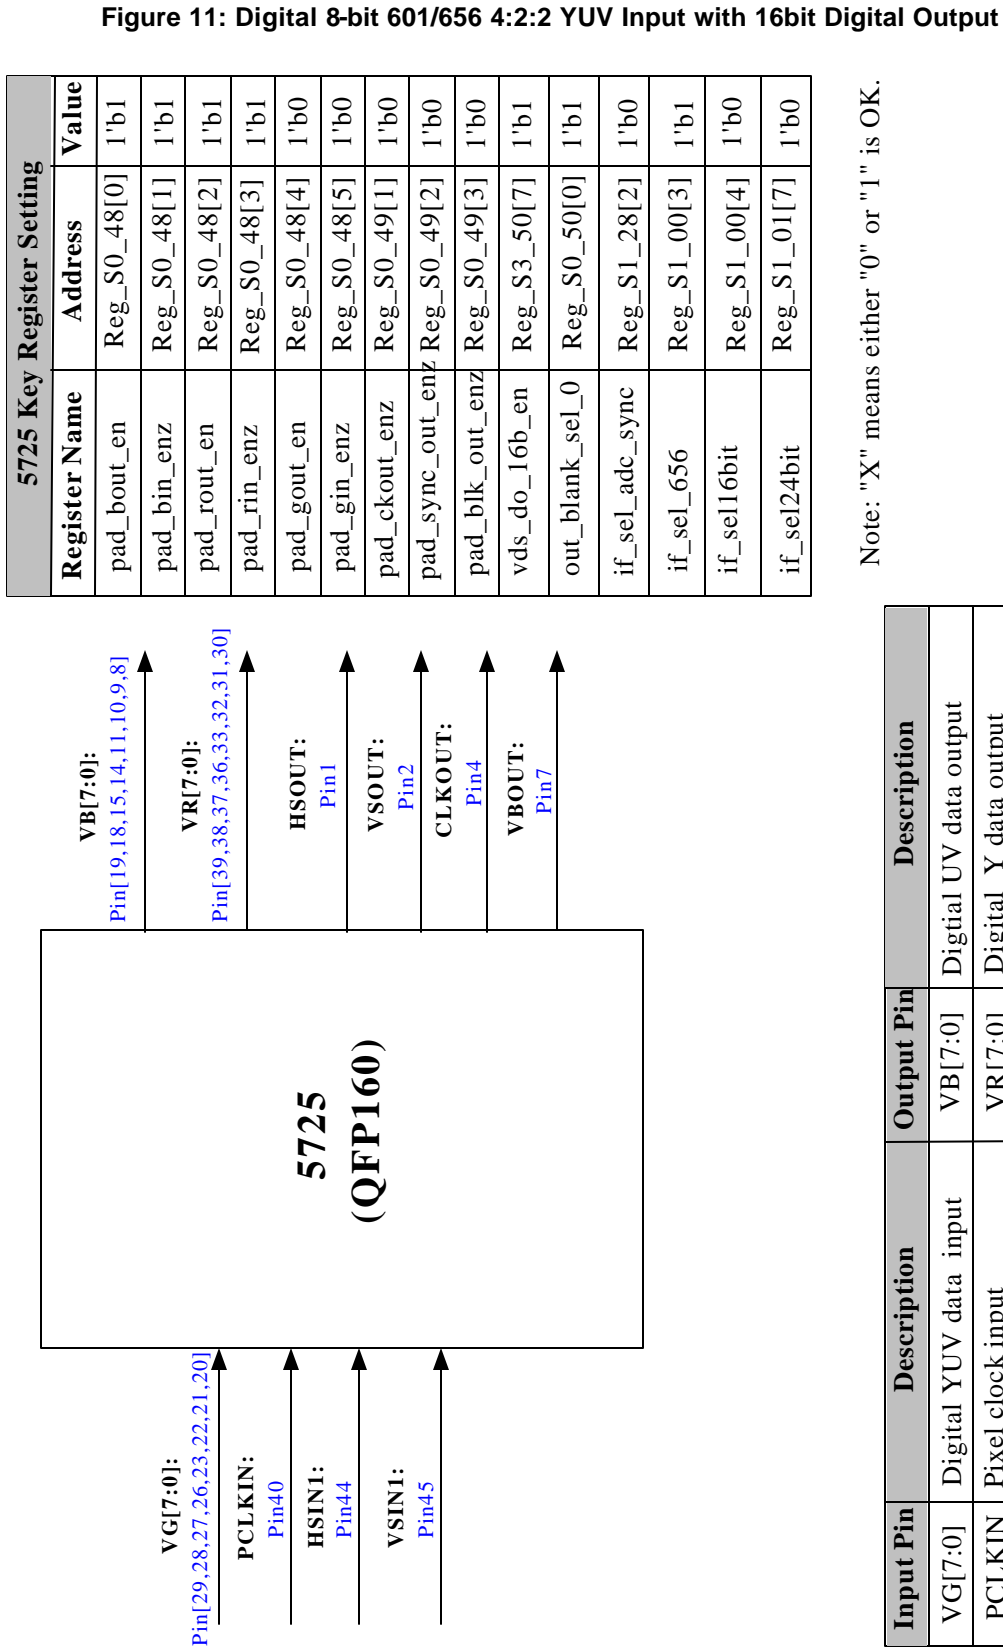 Figure 11: Digital 8-bit 601/656 4:2:2 YUV Input with 16bit Digital Output
VG[7:0]:
Pin[29,28,27,26,23,22,21,20]
PCLKIN:
Pin40
HSIN1:
Pin44
VSIN1:
Pin45
5725
(QFP160)
VB[7:0]:
Pin[19,18,15,14,11,10,9,8]
VR[7:0]:
Pin[39,38,37,36,33,32,31,30]
HSOUT:
Pin1
VSOUT:
Pin2
CLKOUT:
Pin4
VBOUT:
Pin7
5725 Key Register Setting
Register Name Address Value
pad_bout_en Reg_S0_48[0] 1'b1
pad_bin_enz Reg_S0_48[1] 1'b1
pad_rout_en Reg_S0_48[2] 1'b1
pad_rin_enz Reg_S0_48[3] 1'b1
pad_gout_en Reg_S0_48[4] 1'b0
pad_gin_enz Reg_S0_48[5] 1'b0
pad_ckout_enz Reg_S0_49[1] 1'b0
pad_sync_out_enz Reg_S0_49[2] 1'b0
pad_blk_out_enz Reg_S0_49[3] 1'b0
vds_do_16b_en Reg_S3_50[7] 1'b1
out_blank_sel_0 Reg_S0_50[0] 1'b1
if_sel_adc_sync Reg_S1_28[2] 1'b0
if_sel_656 Reg_S1_00[3] 1'b1
if_sel16bit Reg_S1_00[4] 1'b0
if_sel24bit Reg_S1_01[7] 1'b0
Note: "X" means either "0" or "1" is OK.
Input Pin Description Output Pin Description
VG[7:0] Digital YUV data input VB[7:0] Digtial UV data output
PCLKIN Pixel clock input VR[7:0] Digital Y data output